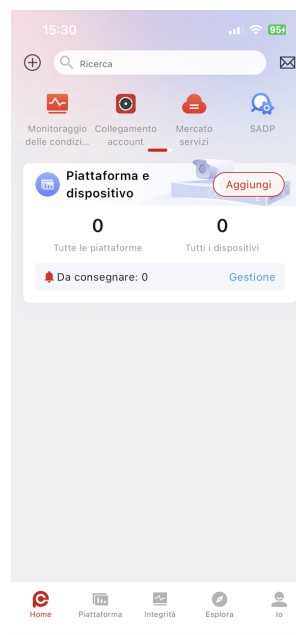 15:30
95
Ricerca
Monitoraggio
delle condizi...
Collegamento
account
Mercato
servizi
SADP
Piattaforma e
dispositivo
Aggiungi
0
0
Tutte le piattaforme
Tutti i dispositivi
Da consegnare: 0
Gestione
Home
Piattaforma
Integrità
Esplora
Io